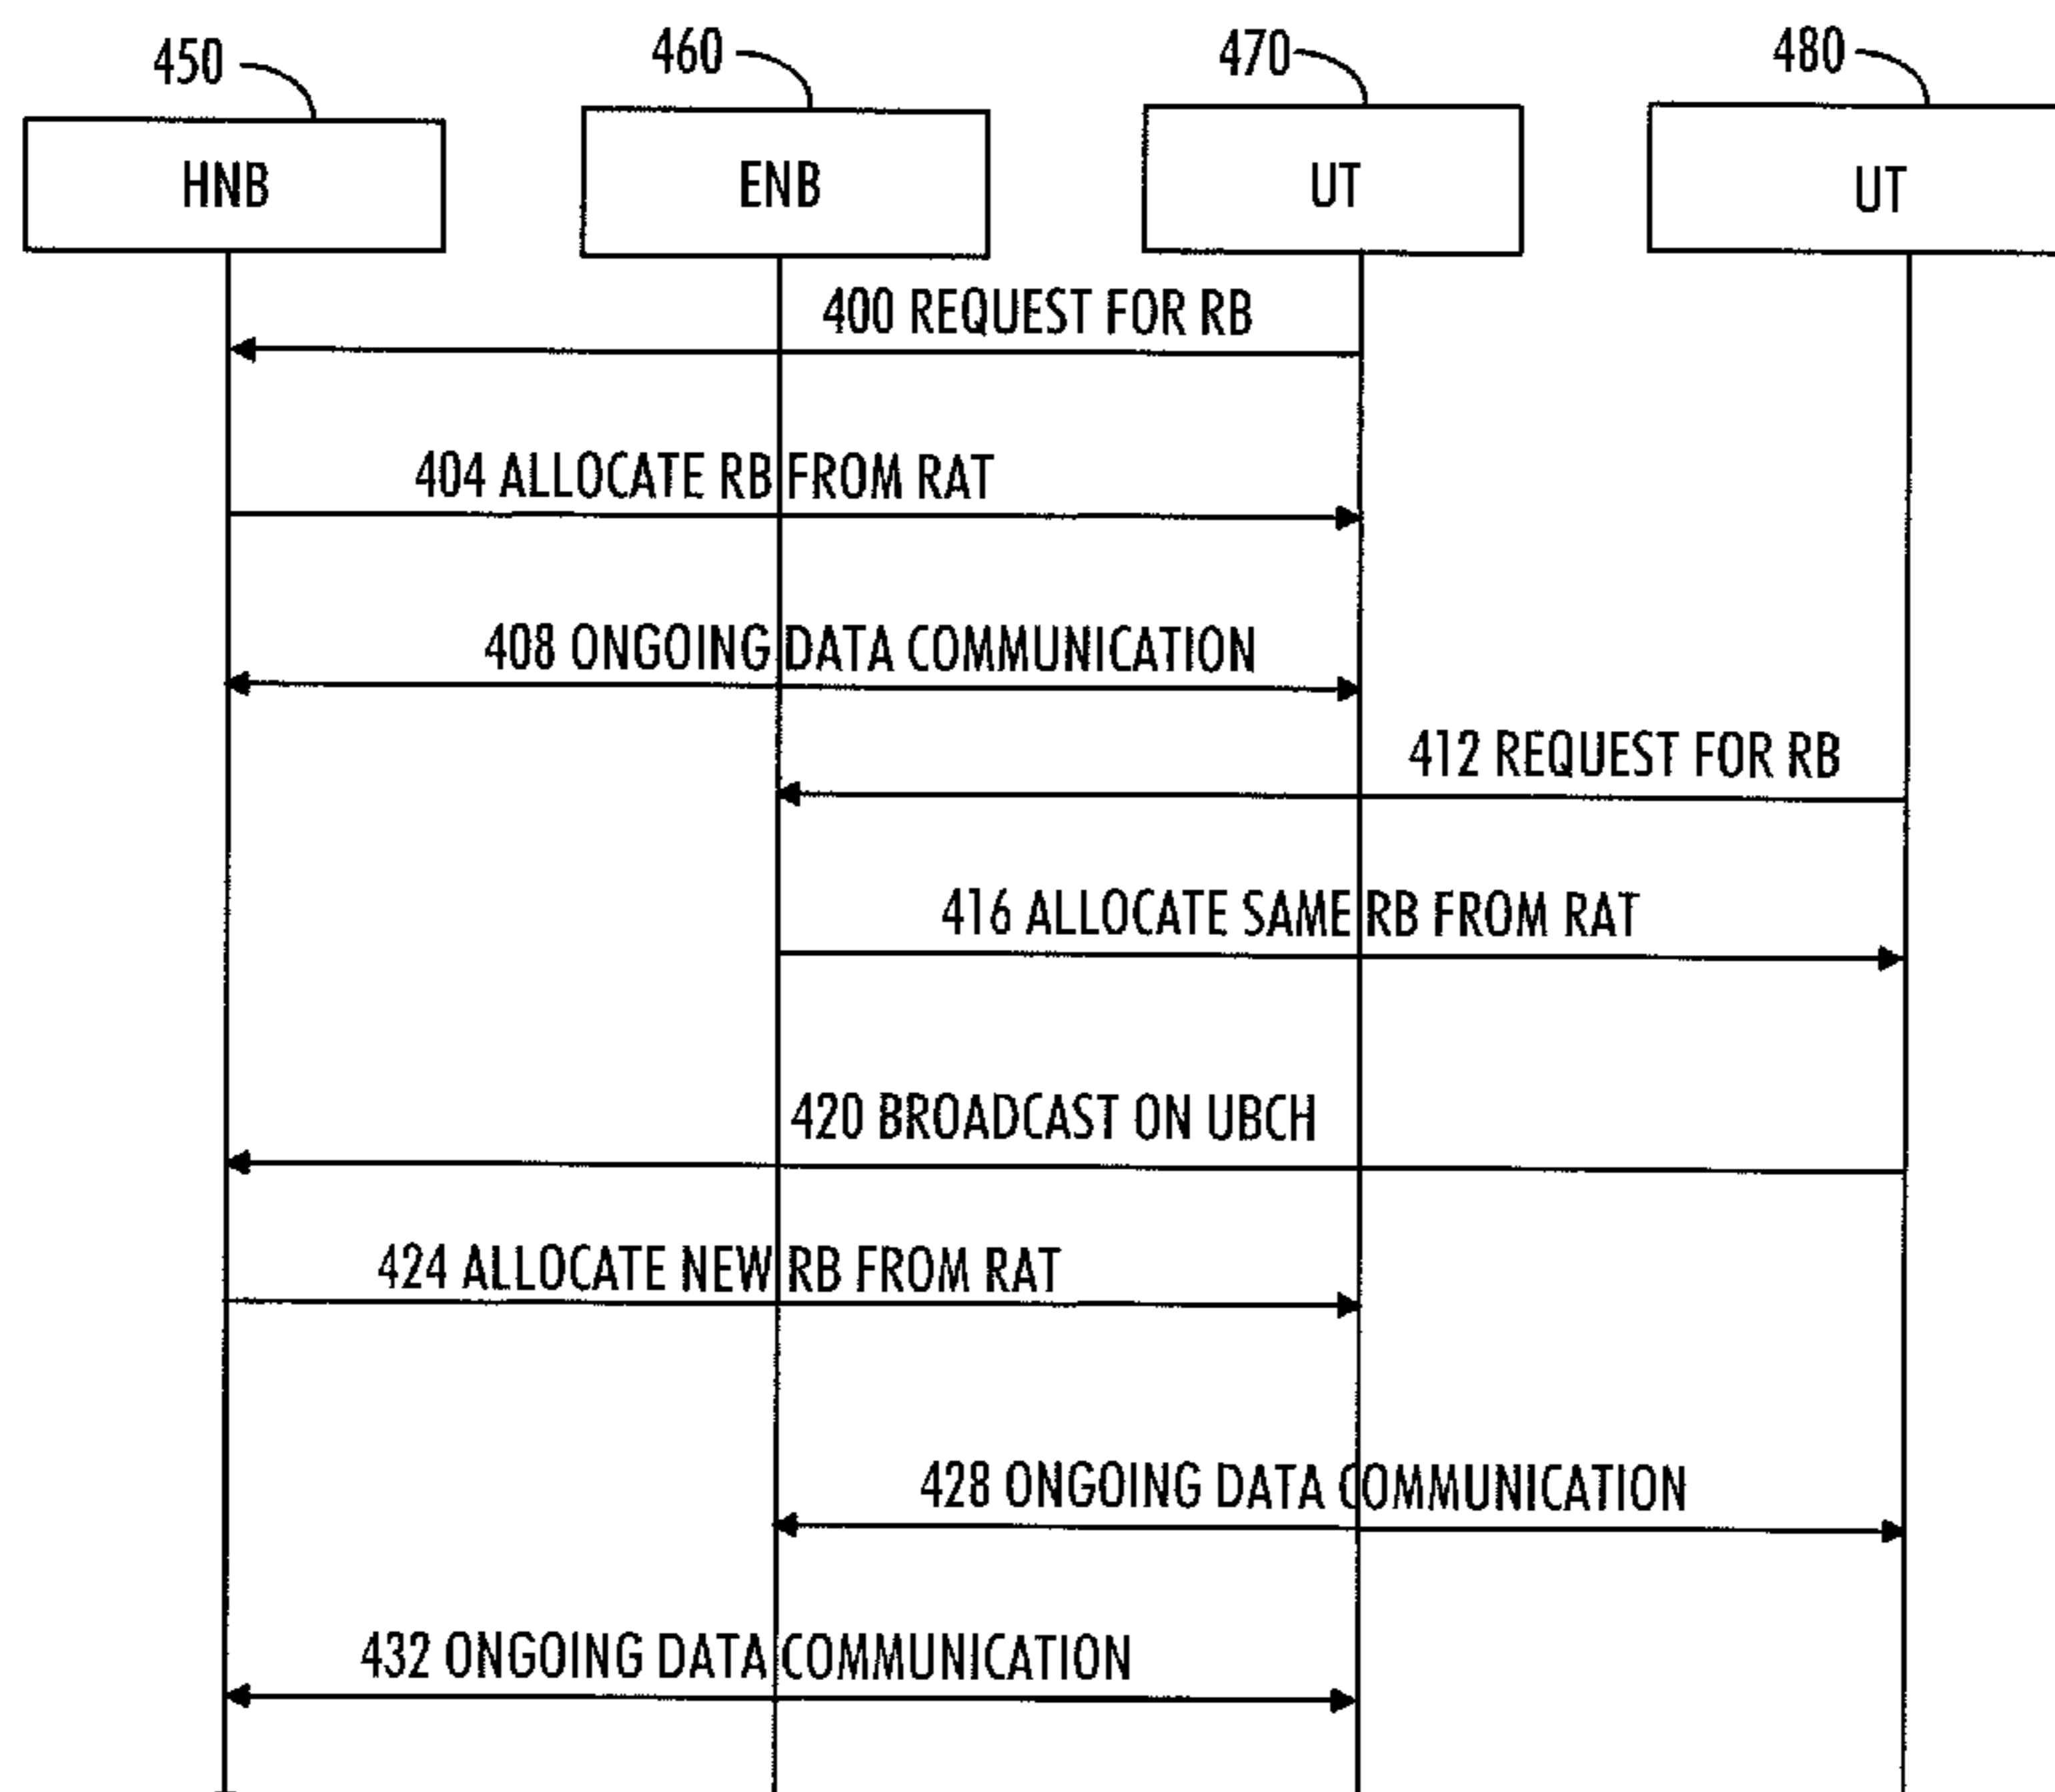 450
460
470
480
HNB
ENB
UT
UT
400 REQUEST FOR RB
404 ALLOCATE RB FROM RAT
408 ONGOING DATA COMMUNICATION
412 REQUEST FOR RB
416 ALLOCATE SAME RB FROM RAT
420 BROADCAST ON UBCH
424 ALLOCATE NEW RB FROM RAT
428 ONGOING DATA COMMUNICATION
432 ONGOING DATA COMMUNICATION